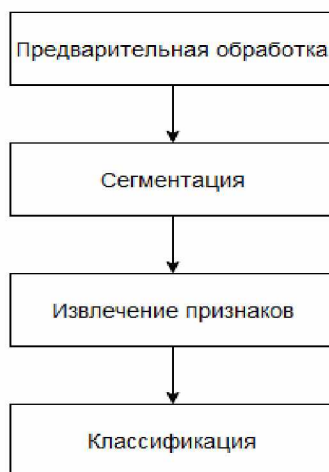 Предварительная обработка
Сегментация
Извлечение признаков
Классификация